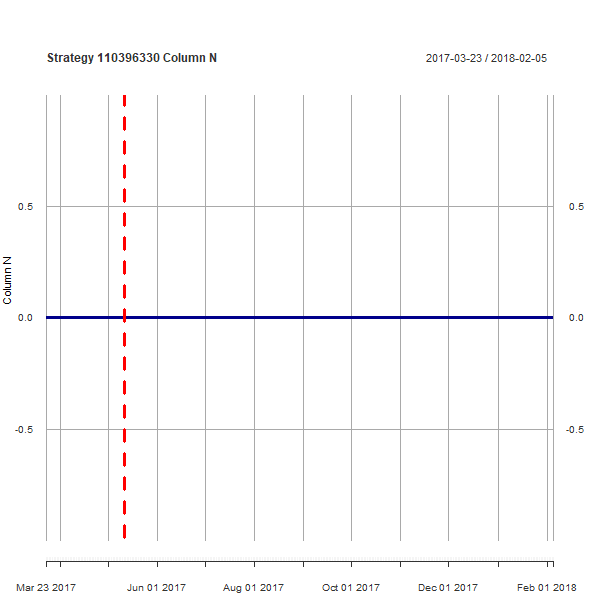 Strategy 110396330 Column N 2017-03-23 / 2018-02-05
0.5 0.5
Column N
0.0 0.0
-0.5 -0.5
Mar 23 2017 Jun 01 2017 Aug 01 2017 Oct 01 2017 Dec 01 2017 Feb 01 2018